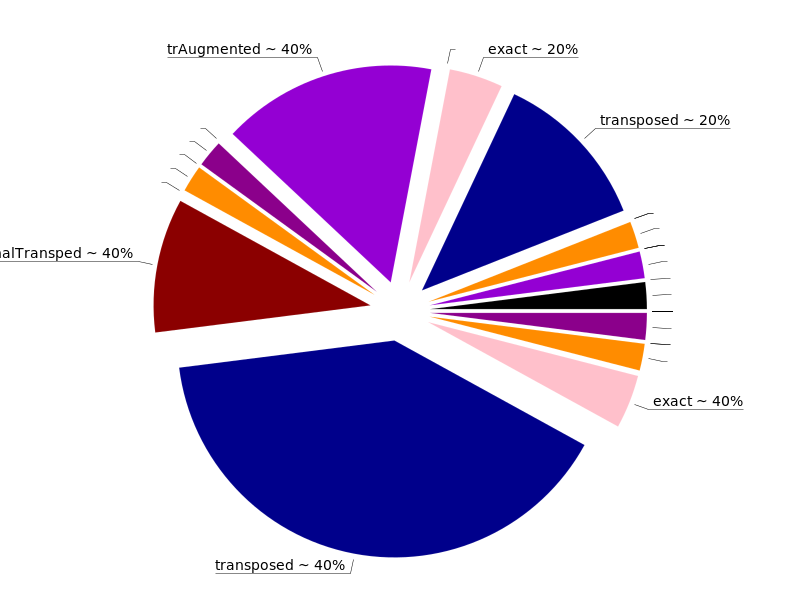 trAugmented ~ 40%
exact ~ 20%
transposed ~ 20%
nalTransped ~ 40%
exact ~ 40%
transposed ~ 40%